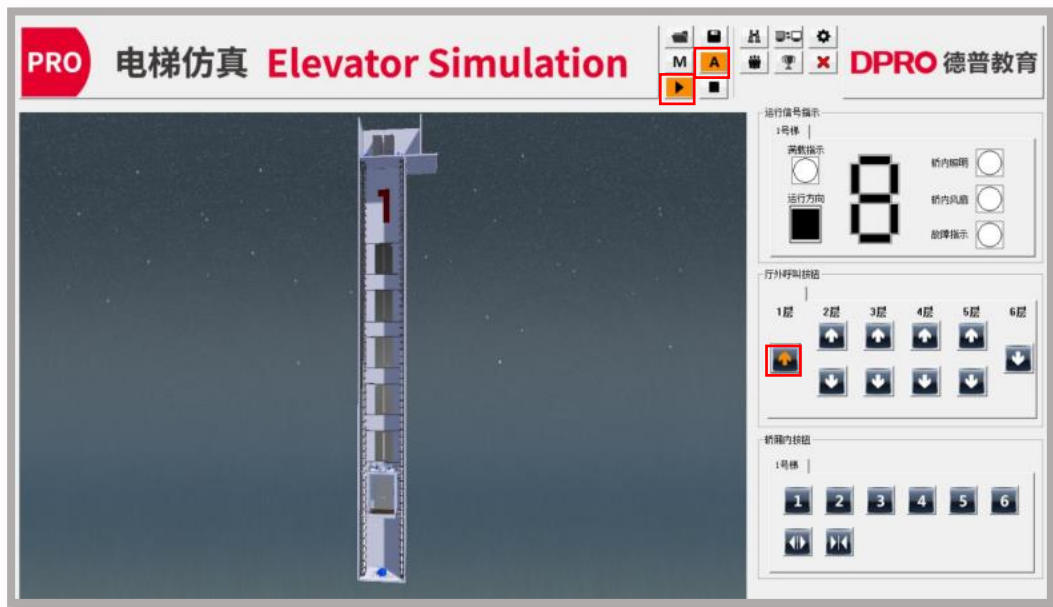 PRO 电梯仿真 Elevator Simulation
M A
DPRO 德普教育
1
运行信号指示
1号梯
满载指示
轿内照明
运行方向
8
轿内风扇
故障指示
厅外呼叫按钮
1层 2层 3层 4层 5层 6层
轿厢内按钮
1号梯
1 2 3 4 5 6